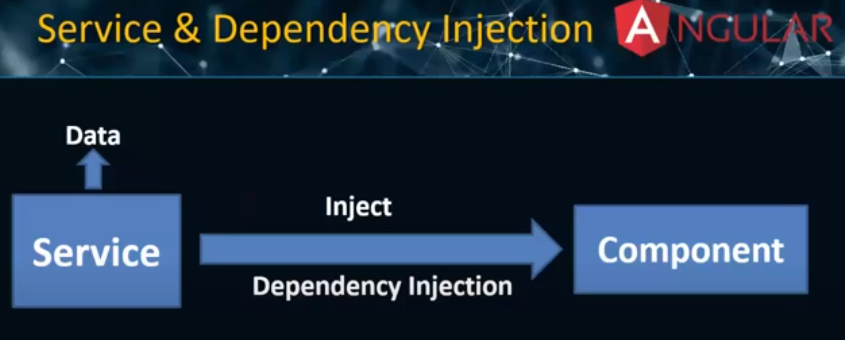 Service & Dependency Injection ANGULAR
Data
Inject
Service
Component
Dependency Injection